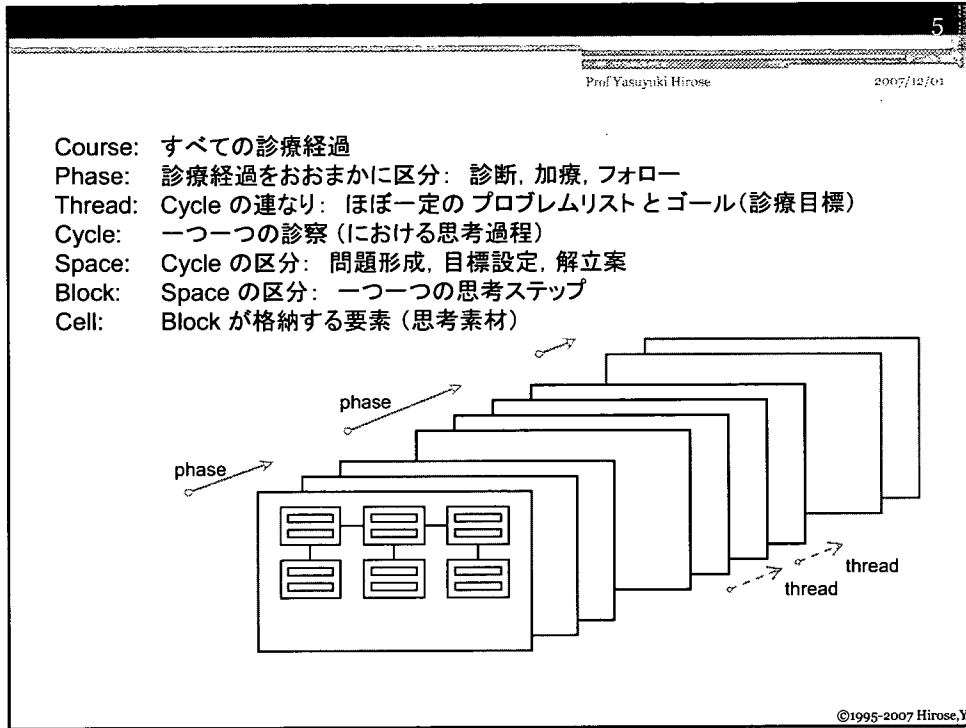 5
Prof Yasuyuki Hirose 2007/12/01
Course: すべての診療経過
Phase: 診療経過をおおまかに区分: 診断, 加療, フォロー
Thread: Cycle の連なり: ほぼ一定の プロブレムリスト と ゴール(診療目標)
Cycle: 一つ一つの診察 (における思考過程)
Space: Cycle の区分: 問題形成, 目標設定, 解立案
Block: Space の区分: 一つ一つの思考ステップ
Cell: Block が格納する要素 (思考素材)
phase
phase
thread
thread
©1995-2007 Hirose,Y